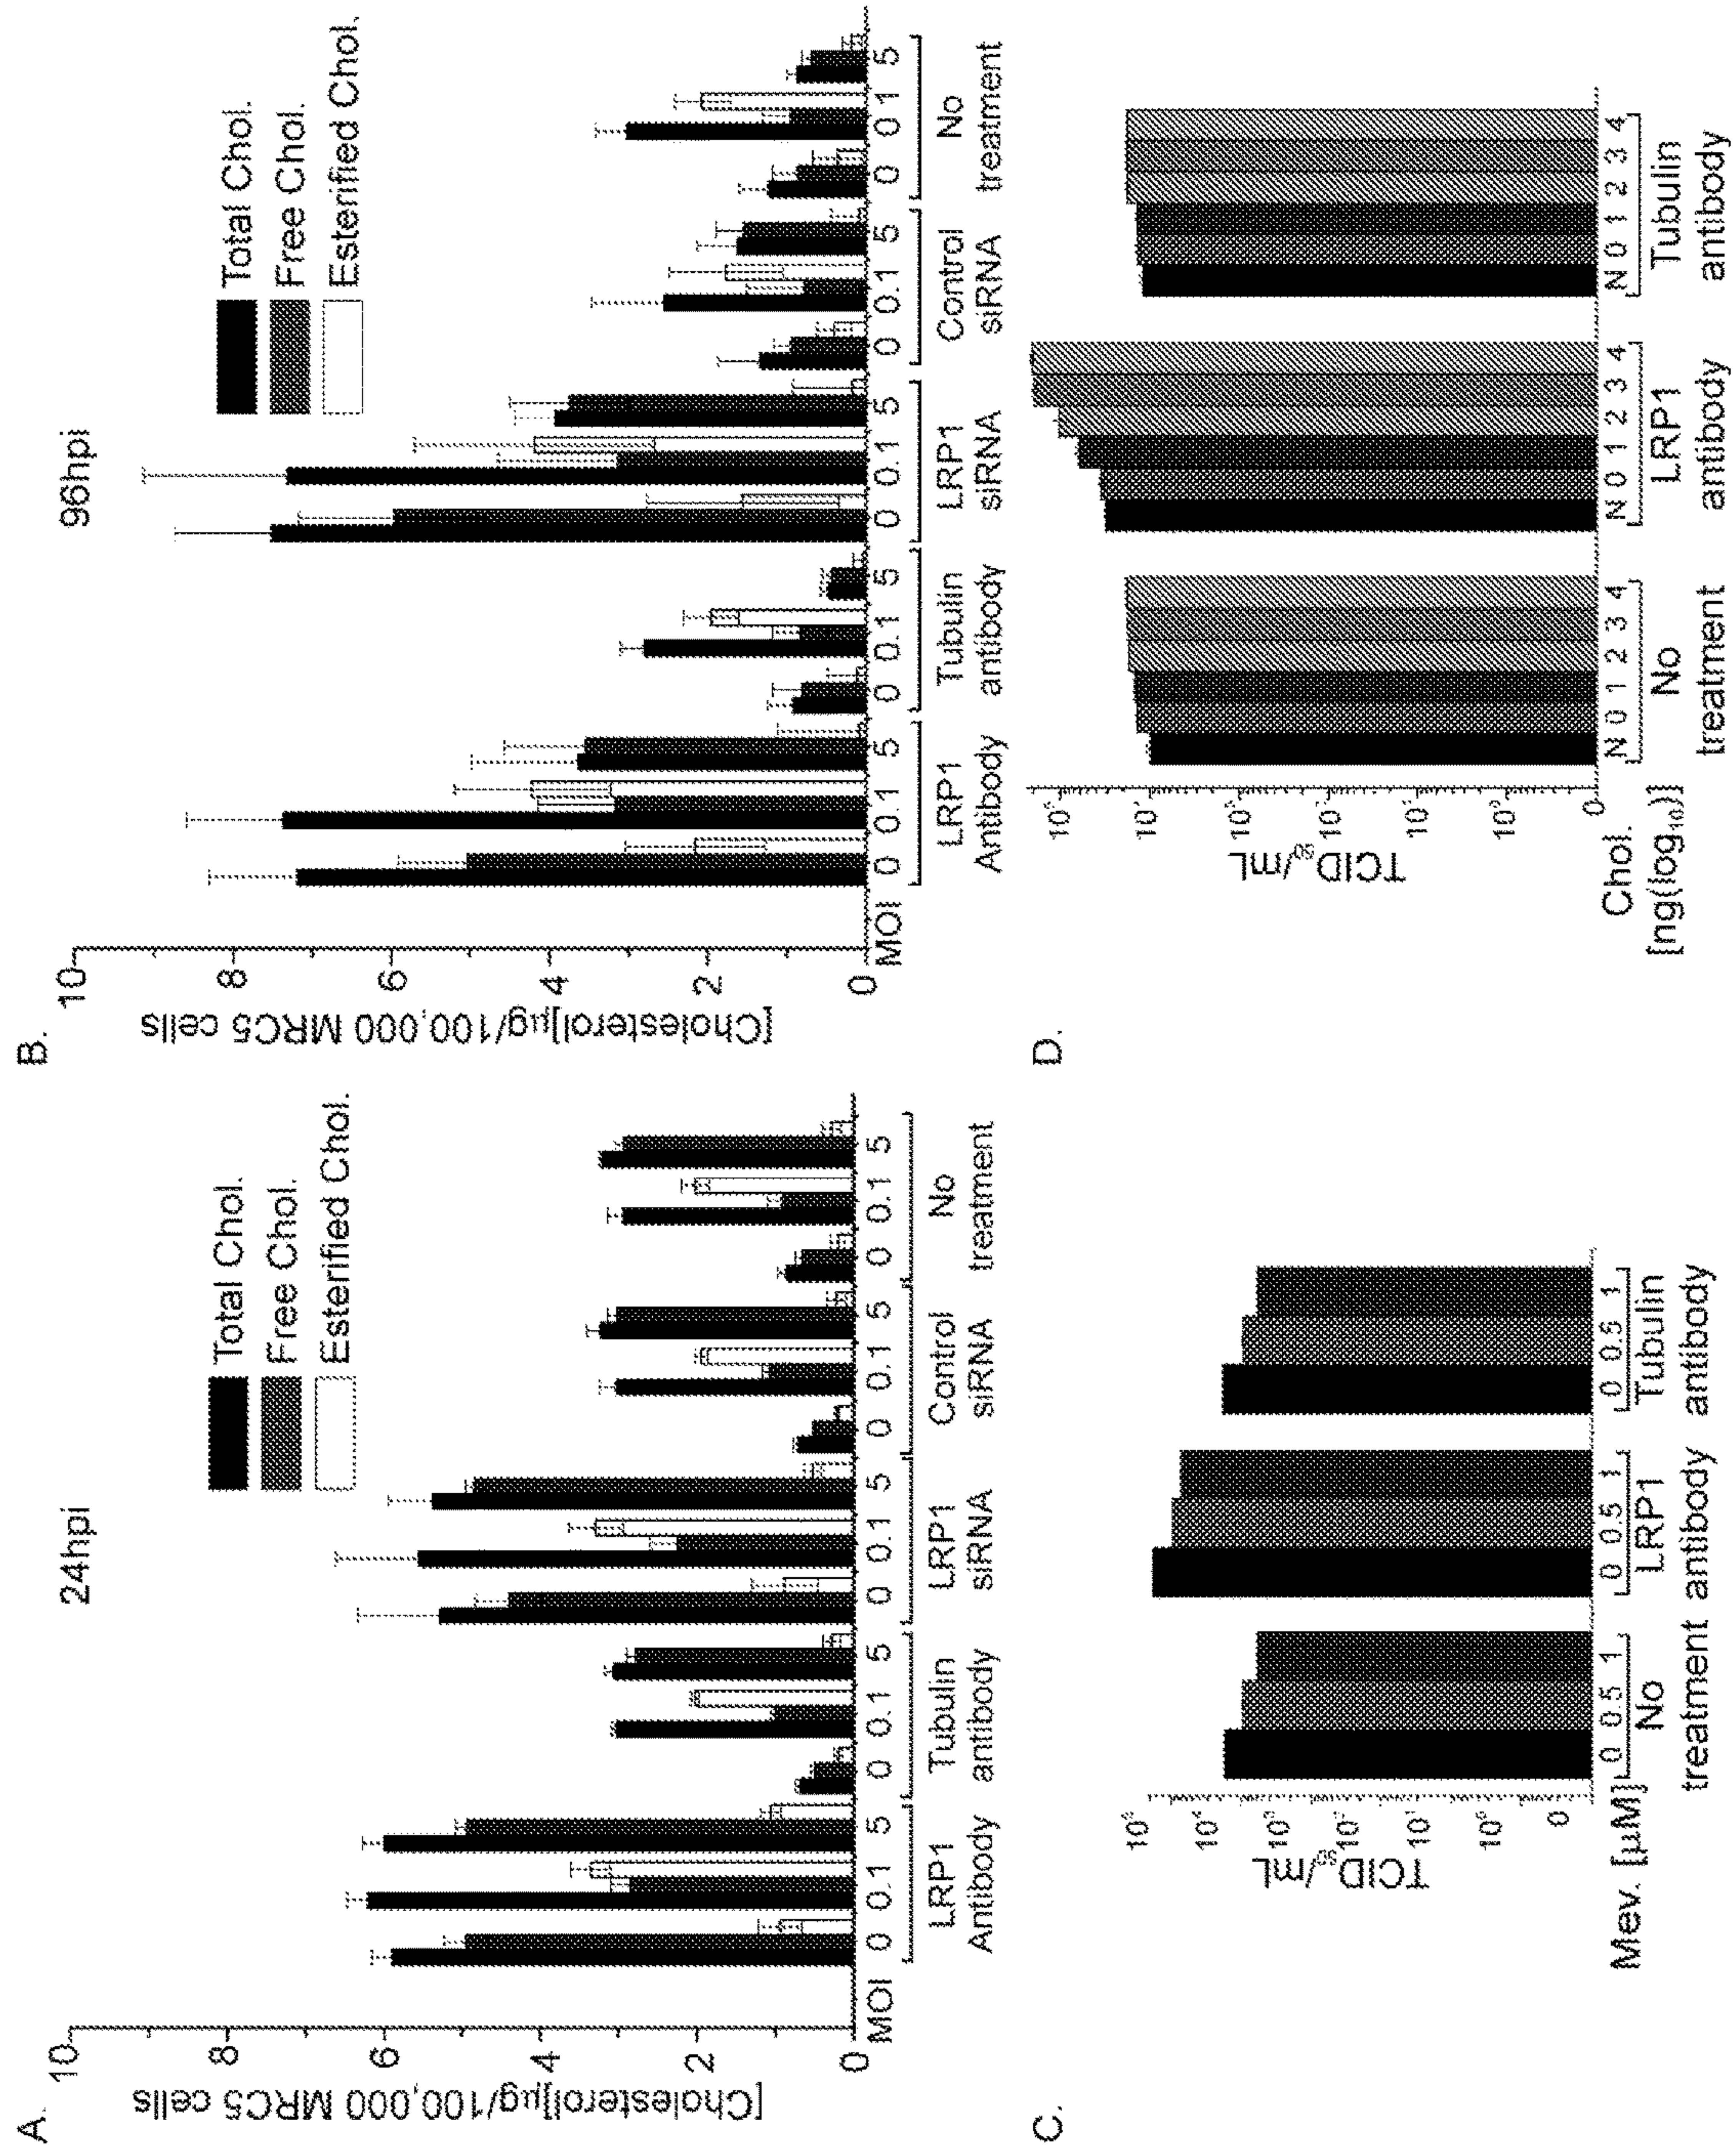 A.
24hpi
Total Chol.
Free Chol.
Esterified Chol.
[Cholesterol]µg/100,000 MRC5 cells
10
8
6
4
2
0
MOI
0 0.1 5 0 0.1 5 0 0.1 5 0 0.1 5 0 0.1 5
LRP1 Tubulin LRP1 Control No
Antibody antibody siRNA siRNA treatment
B.
96hpi
Total Chol.
Free Chol.
Esterified Chol.
[Cholesterol]µg/100,000 MRC5 cells
10
8
6
4
2
0
MOI
0 0.1 5 0 0.1 5 0 0.1 5 0 0.1 5 0 0.1 5
LRP1 Tubulin LRP1 Control No
Antibody antibody siRNA siRNA treatment
C.
TCID₅₀/mL
0
Mev. [µM]
0 0.5 1 0 0.5 1 0 0.5 1
No LRP1 Tubulin
treatment antibody antibody
D.
TCID₅₀/mL
0
Chol.
[ng(log₁₀)]
N 0 1 2 3 4 N 0 1 2 3 4 N 0 1 2 3 4
No LRP1 Tubulin
treatment antibody antibody